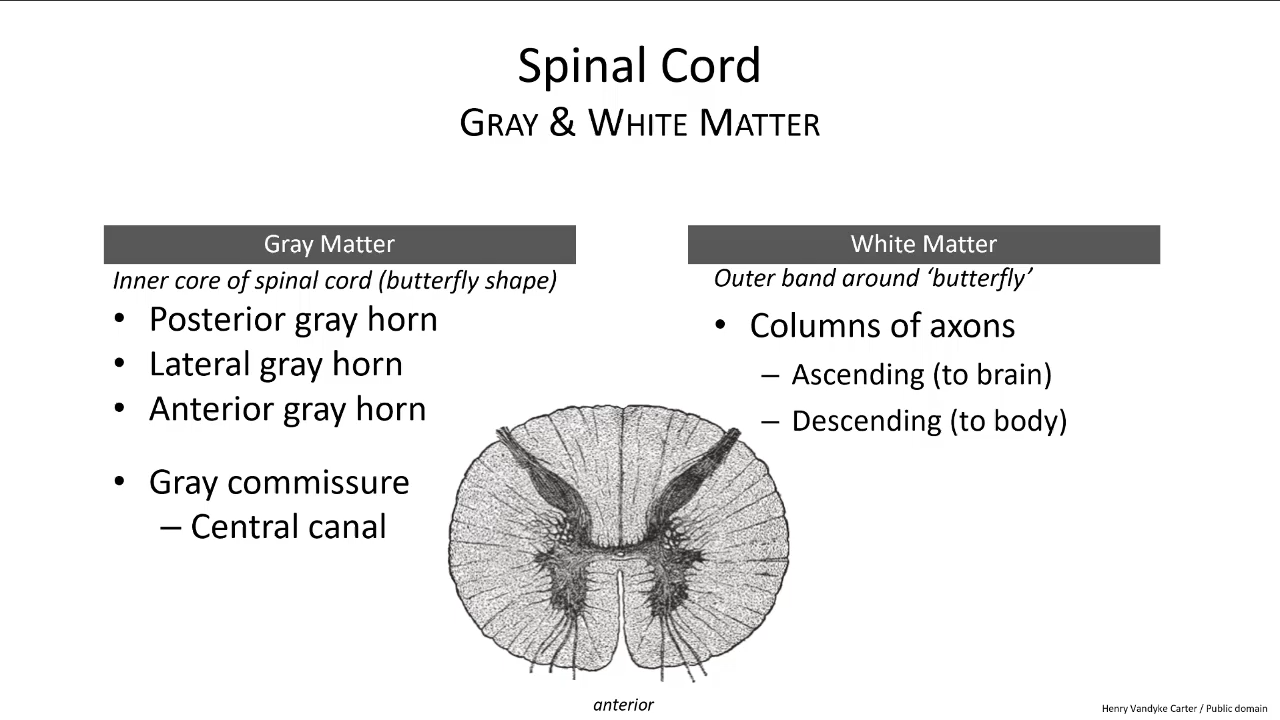 Spinal Cord
Gray & White Matter
Gray Matter
Inner core of spinal cord (butterfly shape)
• Posterior gray horn
• Lateral gray horn
• Anterior gray horn
• Gray commissure
– Central canal
White Matter
Outer band around ‘butterfly’
• Columns of axons
– Ascending (to brain)
– Descending (to body)
anterior
Henry Vandyke Carter / Public domain